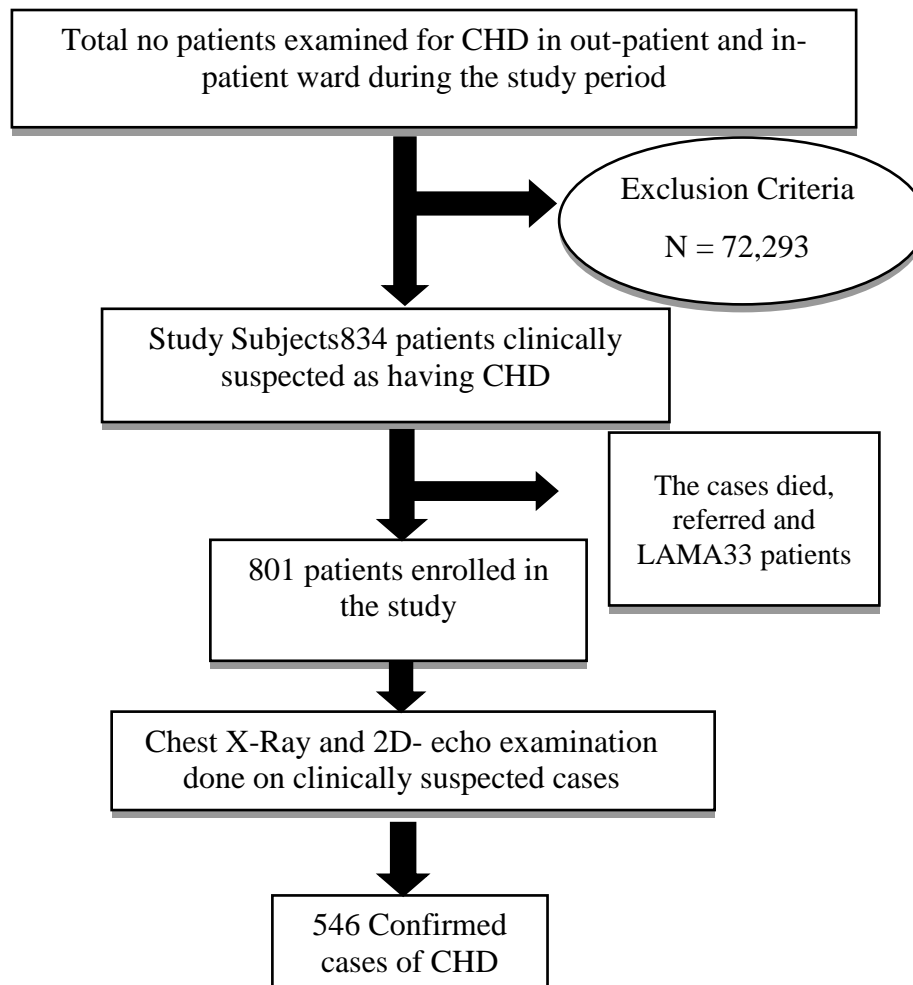 Total no patients examined for CHD in out-patient and in-
patient ward during the study period
Exclusion Criteria
N = 72,293
Study Subjects834 patients clinically
suspected as having CHD
The cases died,
referred and
LAMA33 patients
801 patients enrolled in
the study
Chest X-Ray and 2D- echo examination
done on clinically suspected cases
546 Confirmed
cases of CHD